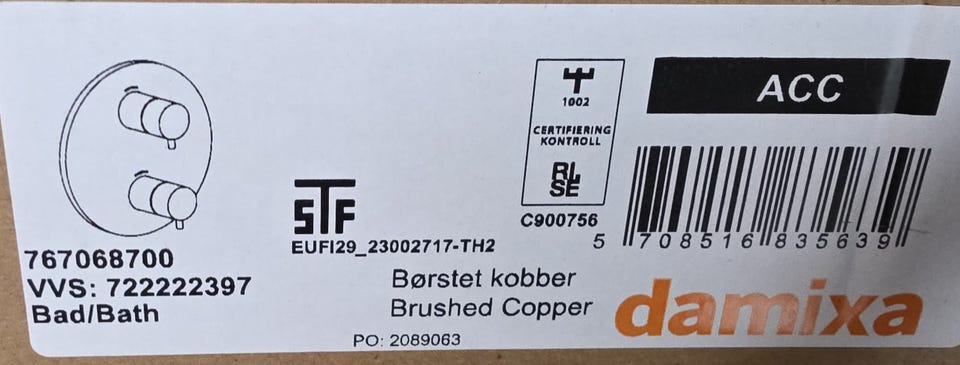 767068700
VVS: 722222397
Bad/Bath
STF
EUFI29_23002717-TH2
Børstet kobber
Brushed Copper
PO: 2089063
1002
CERTIFIERING
KONTROLL
RI
SE
C900756
ACC
5 708516 835639
damixa